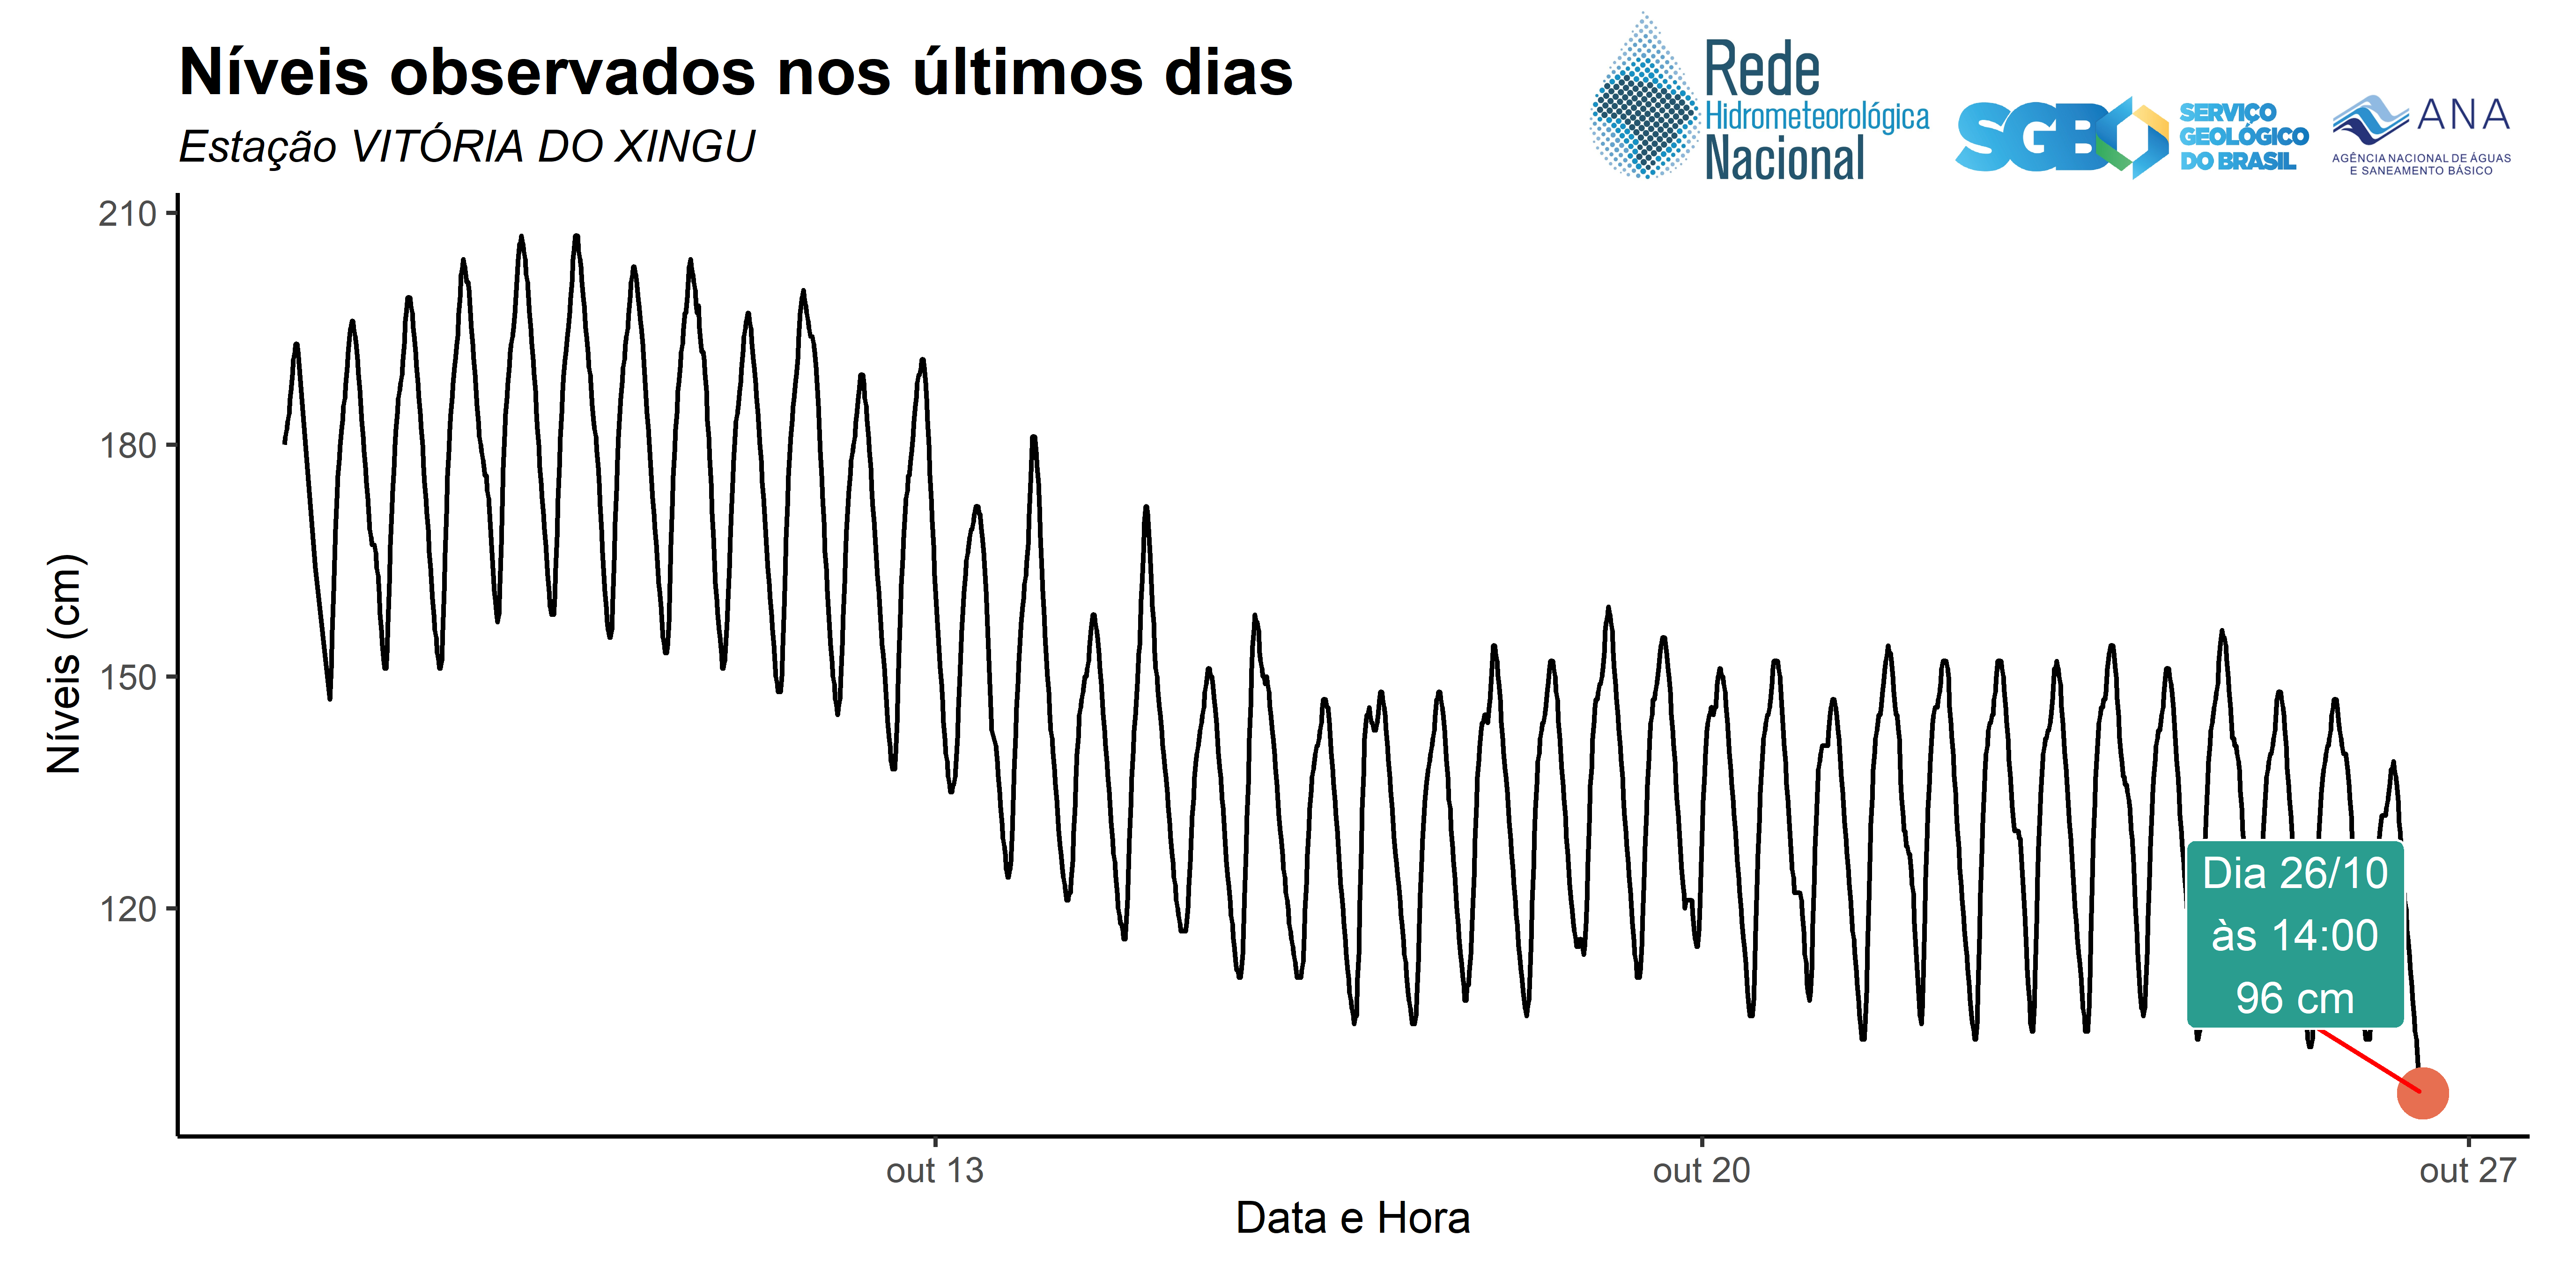 Níveis observados nos últimos dias
Estação VITÓRIA DO XINGU
Rede
Hidrometeorológica
Nacional
SGB
SERVIÇO
GEOLÓGICO
DO BRASIL
ANA
AGÊNCIA NACIONAL DE ÁGUAS
E SANEAMENTO BÁSICO
Níveis (cm)
210
180
150
120
Dia 26/10
às 14:00
96 cm
out 13
out 20
out 27
Data e Hora